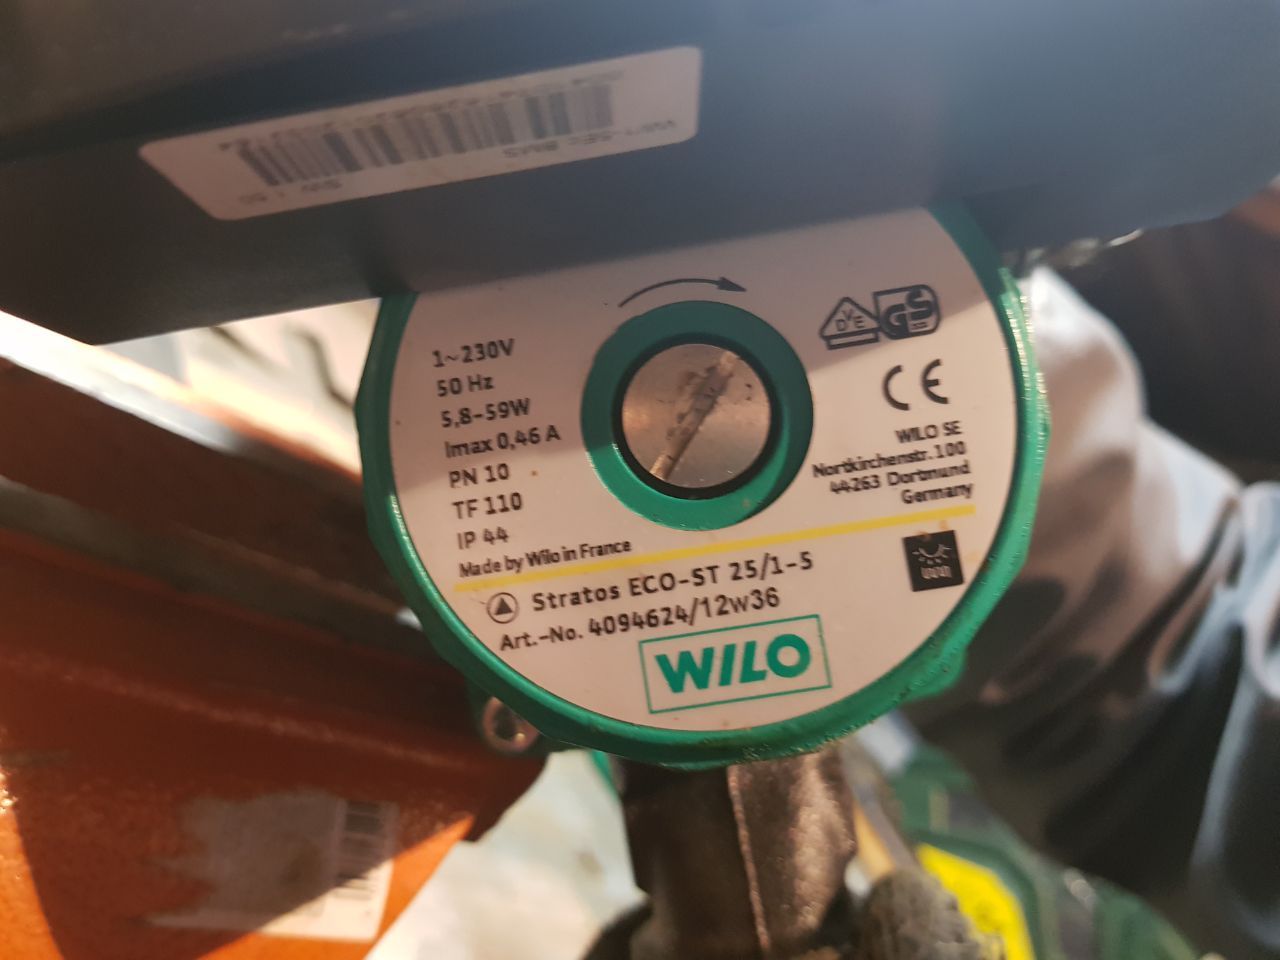 1~230V
50 Hz
5,8-59W
Imax 0,46 A
PN 10
TF 110
IP 44
Made by Wilo in France
DVE
GS
CE
WILO SE
Nortkirchenstr. 100
44263 Dortmund
Germany
Stratos ECO-ST 25/1-5
Art.-No. 4094624/12w36
WILO